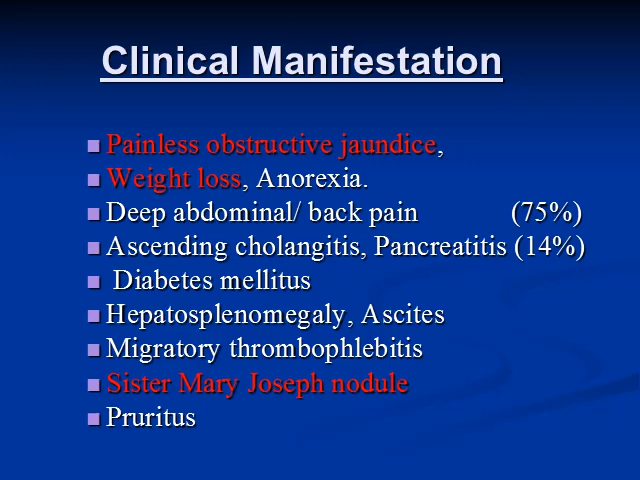 Clinical Manifestation
Painless obstructive jaundice,
Weight loss, Anorexia.
Deep abdominal/ back pain (75%)
Ascending cholangitis, Pancreatitis (14%)
Diabetes mellitus
Hepatosplenomegaly, Ascites
Migratory thrombophlebitis
Sister Mary Joseph nodule
Pruritus